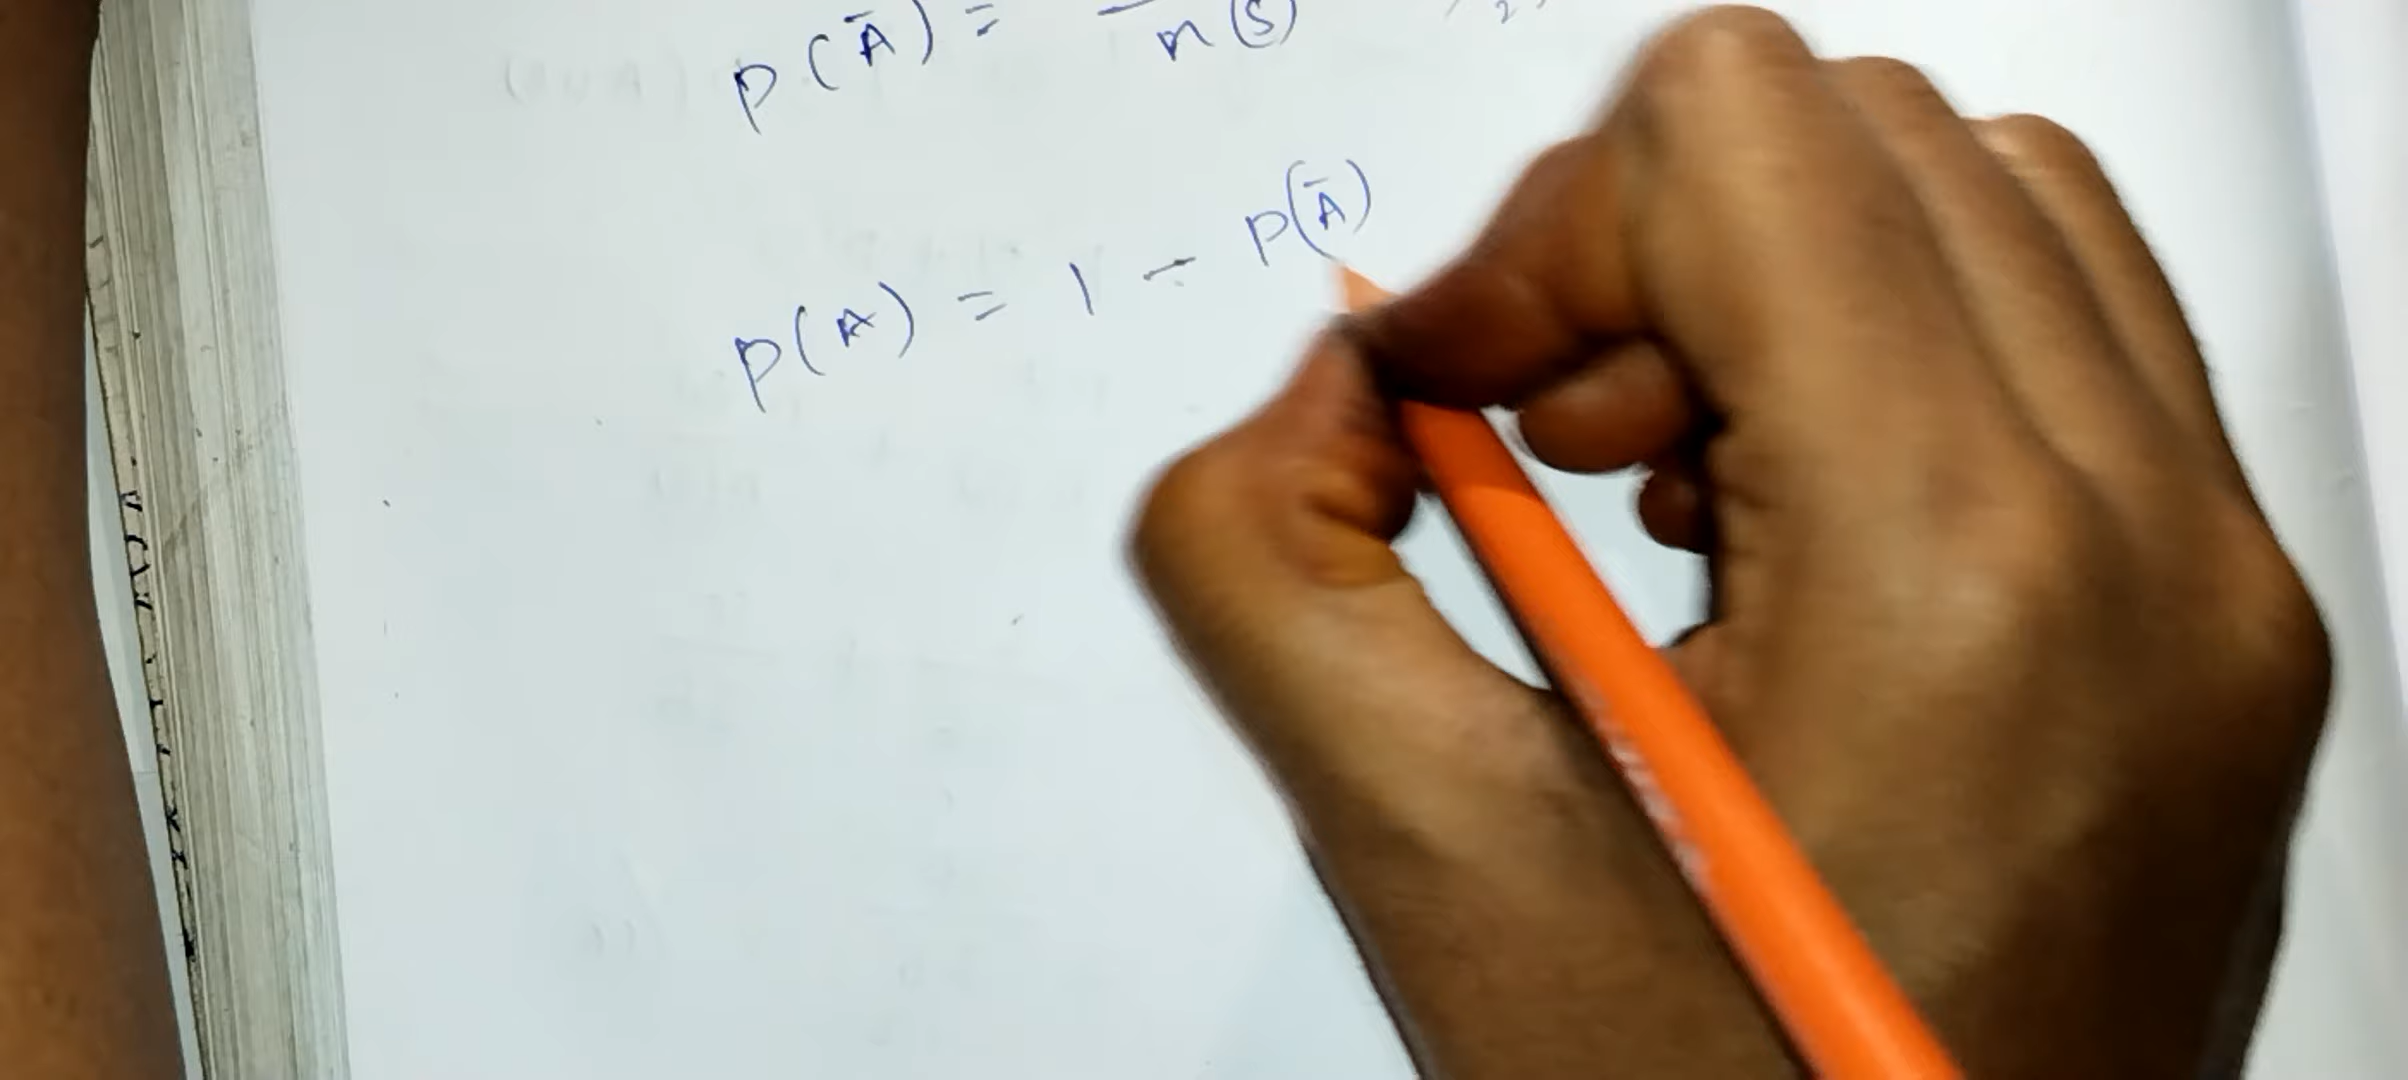 P(Ā) = n(S)
P(A) = 1 - P(Ā)